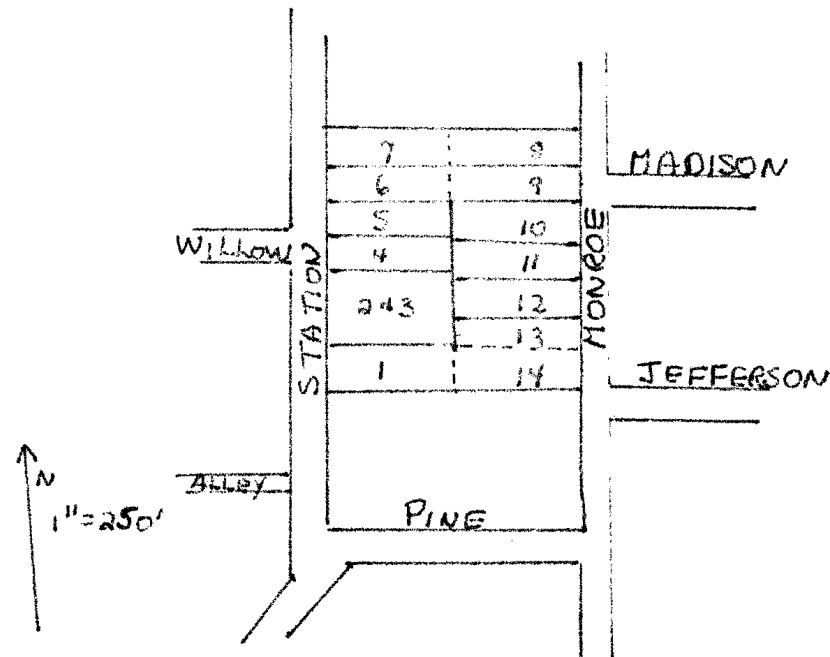 7 8
MADISON
6 9
5 10
WILLOW
4 11
STATION
MONROE
2 & 3 12
13
1 14
JEFFERSON
ALLEY
N
1"=250'
PINE